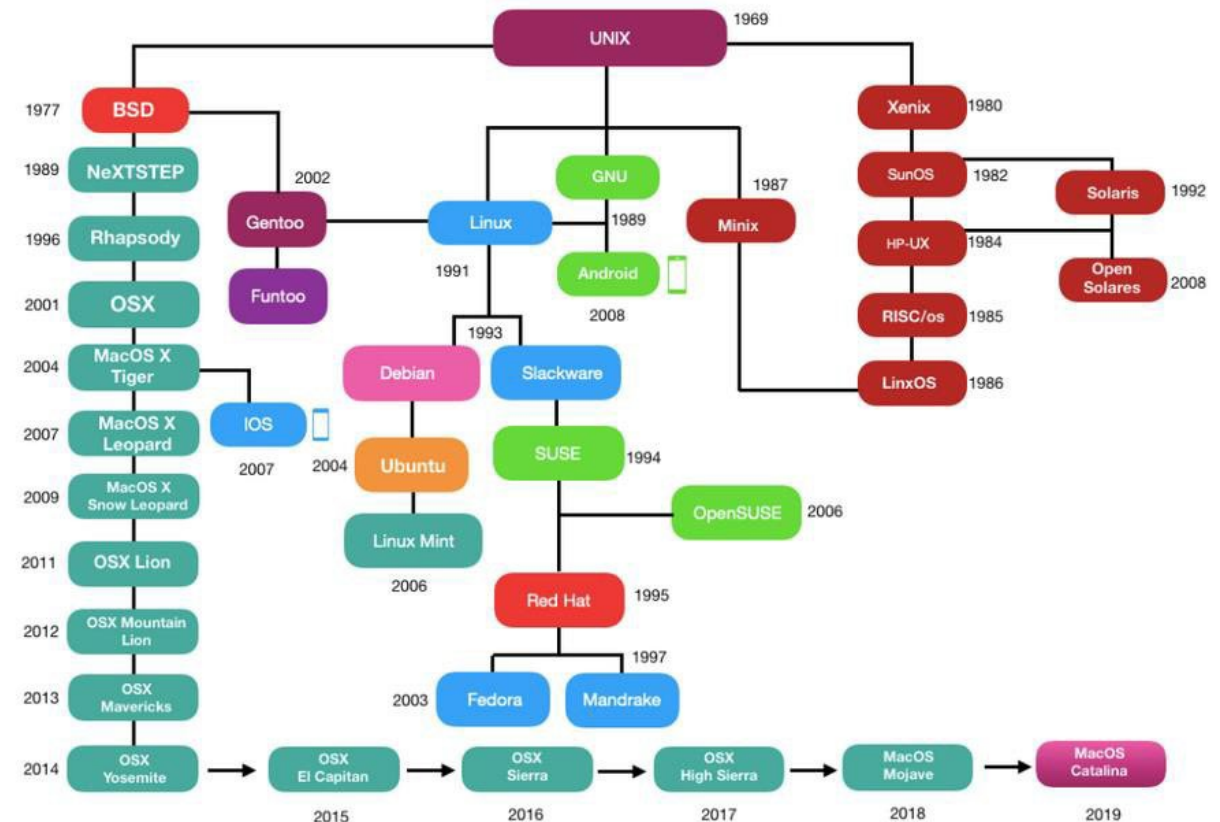 UNIX
1969
1977
BSD
Xenix
1980
1989
NeXTSTEP
2002
GNU
1987
SunOS
1982
Solaris
1992
Gentoo
Linux
1989
Minix
1996
Rhapsody
HP-UX
1984
1991
Android
Open
Solares
2008
Funtoo
2001
OSX
2008
RISC/os
1985
1993
2004
MacOS X
Tiger
Debian
Slackware
LinxOS
1986
2007
MacOS X
Leopard
IOS
2007
2004
Ubuntu
SUSE
1994
2009
MacOS X
Snow Leopard
OpenSUSE
2006
Linux Mint
2006
2011
OSX Lion
Red Hat
1995
2012
OSX Mountain
Lion
1997
2013
OSX
Mavericks
2003
Fedora
Mandrake
2014
OSX
Yosemite
OSX
El Capitan
OSX
Sierra
OSX
High Sierra
MacOS
Mojave
MacOS
Catalina
2015
2016
2017
2018
2019